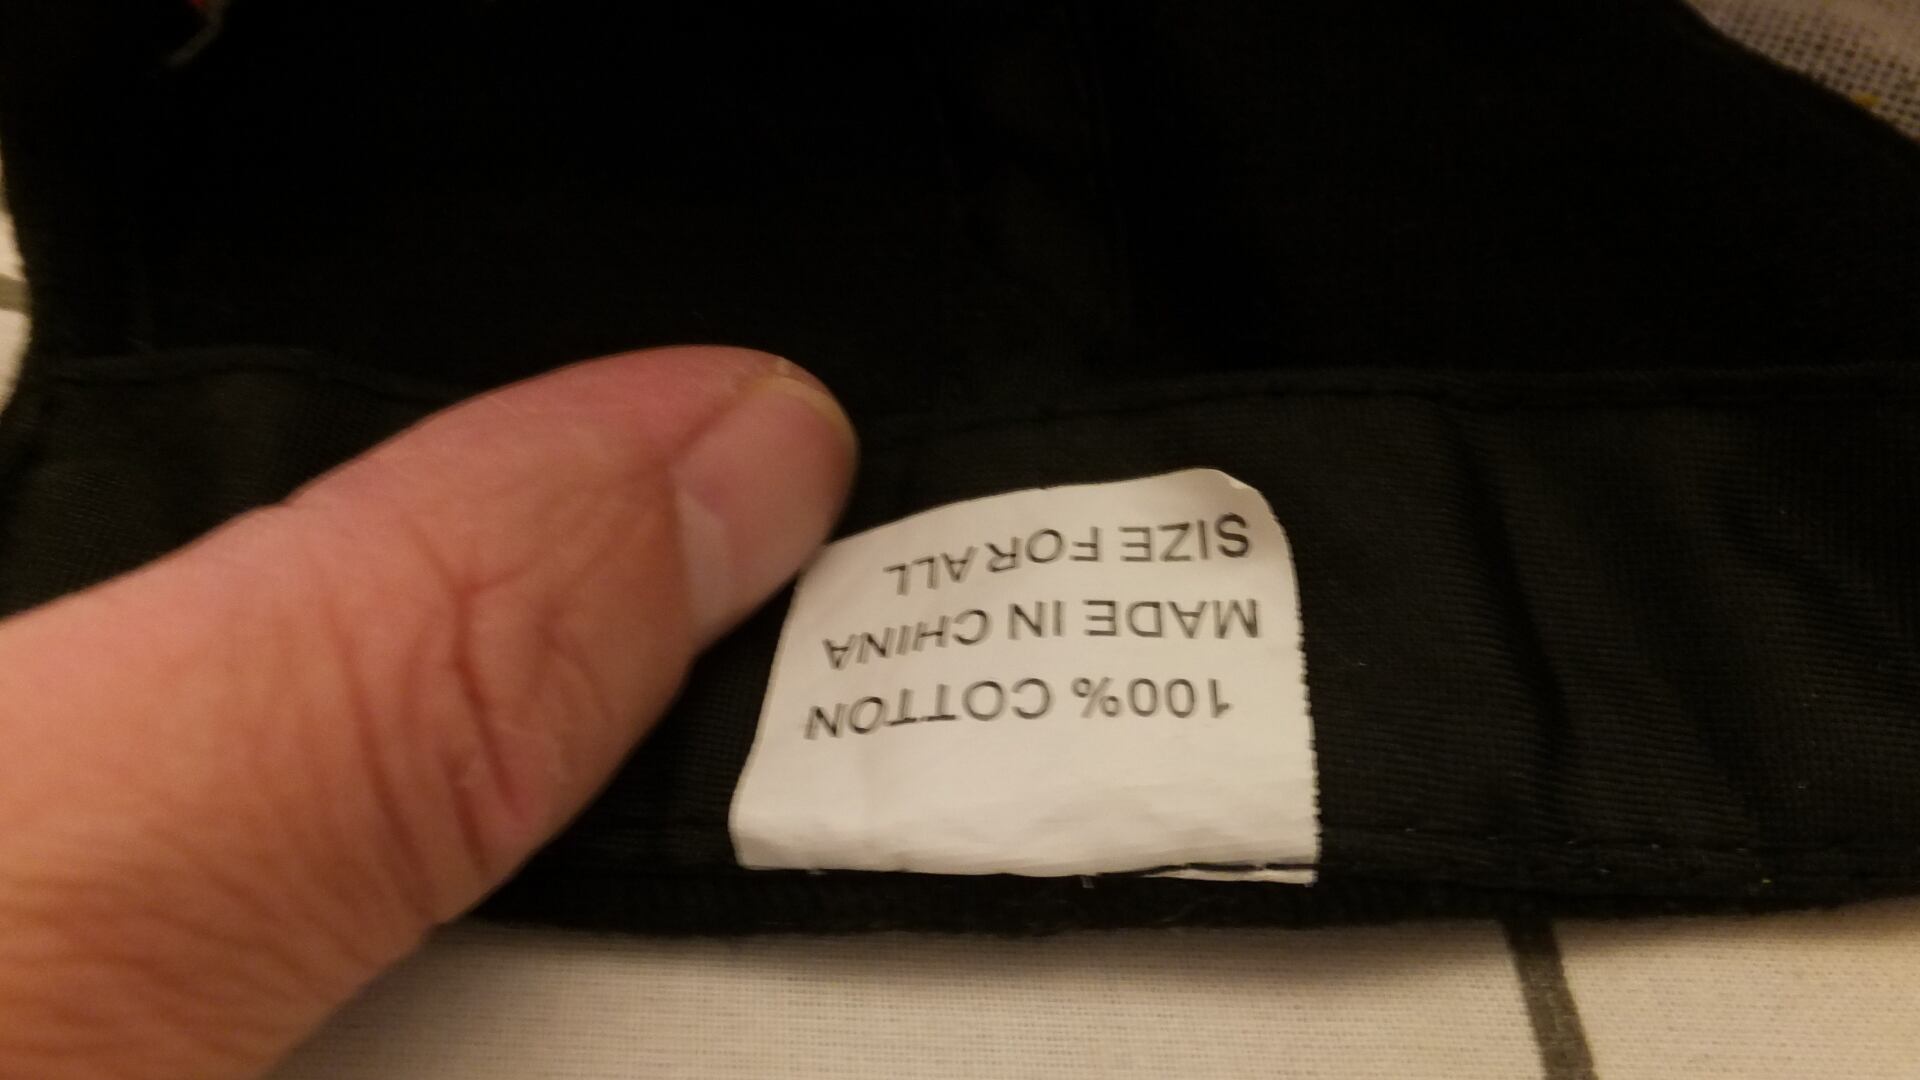 100% COTTON
MADE IN CHINA
SIZE FOR ALL